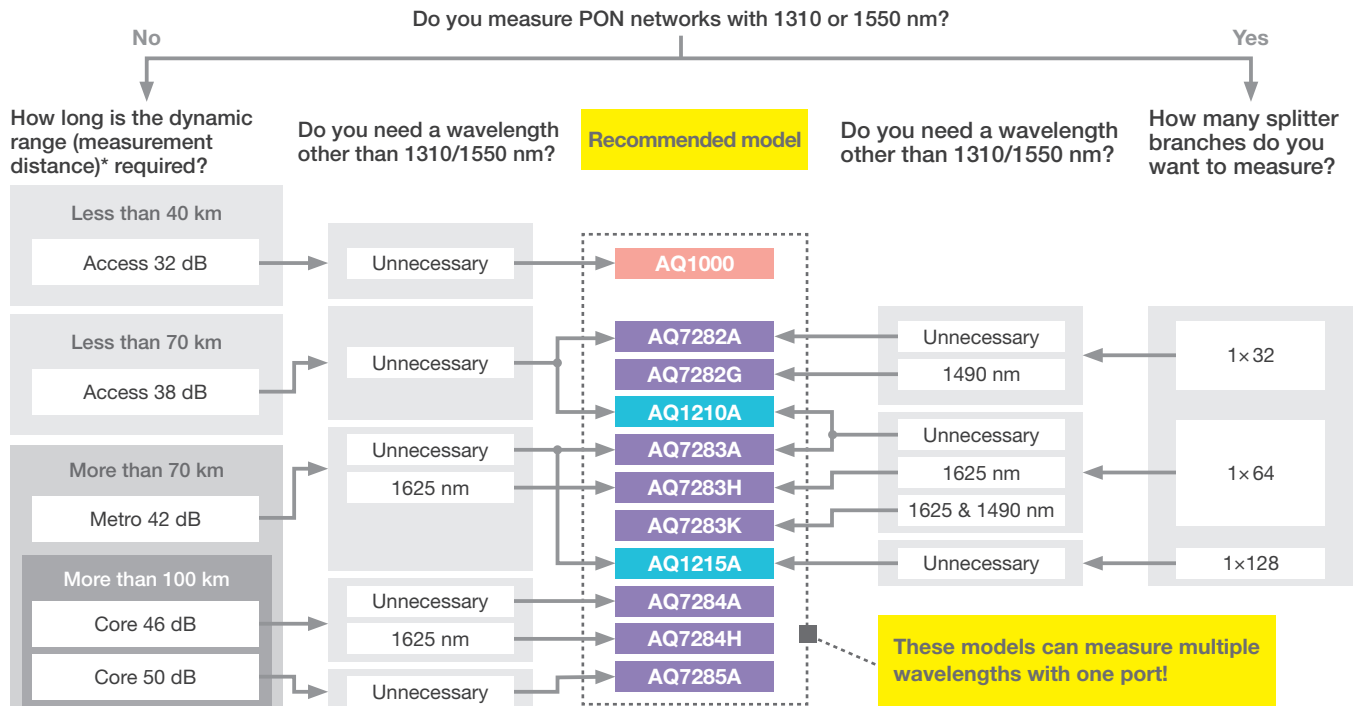 Do you measure PON networks with 1310 or 1550 nm?
No
Yes
How long is the dynamic
range (measurement
distance)* required?
Do you need a wavelength
other than 1310/1550 nm?
Recommended model
Do you need a wavelength
other than 1310/1550 nm?
How many splitter
branches do you
want to measure?
Less than 40 km
Access 32 dB
Unnecessary
AQ1000
Less than 70 km
Access 38 dB
Unnecessary
AQ7282A
AQ7282G
AQ1210A
Unnecessary
1490 nm
1×32
More than 70 km
Metro 42 dB
Unnecessary
1625 nm
AQ7283A
AQ7283H
AQ7283K
AQ1215A
Unnecessary
1625 nm
1625 & 1490 nm
1×64
Unnecessary
1×128
More than 100 km
Core 46 dB
Core 50 dB
Unnecessary
1625 nm
Unnecessary
AQ7284A
AQ7284H
AQ7285A
These models can measure multiple
wavelengths with one port!